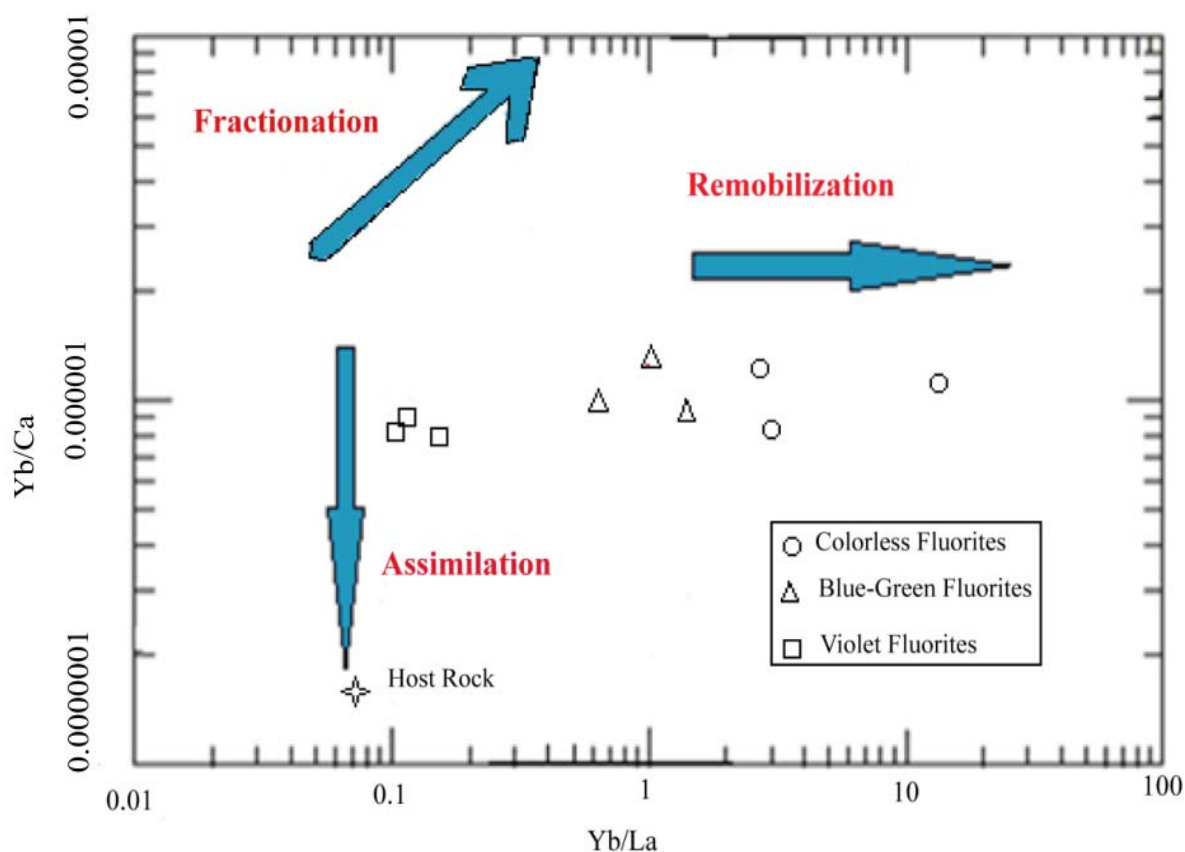 0.00001
Fractionation
Remobilization
0.000001
Yb/Ca
Colorless Fluorites
Assimilation
Blue-Green Fluorites
Violet Fluorites
Host Rock
0.0000001
0.01
0.1
1
10
100
Yb/La